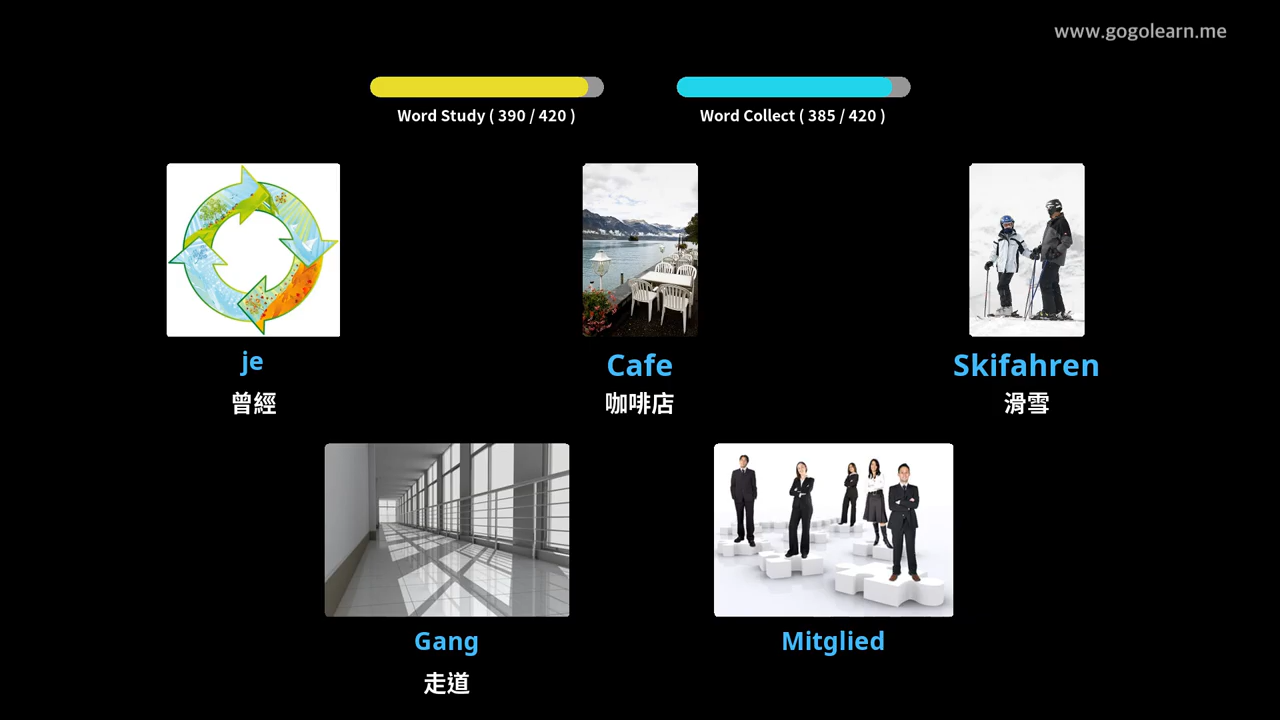 www.gogolearn.me
Word Study ( 390 / 420 )
Word Collect ( 385 / 420 )
je
曾經
Cafe
咖啡店
Skifahren
滑雪
Gang
走道
Mitglied